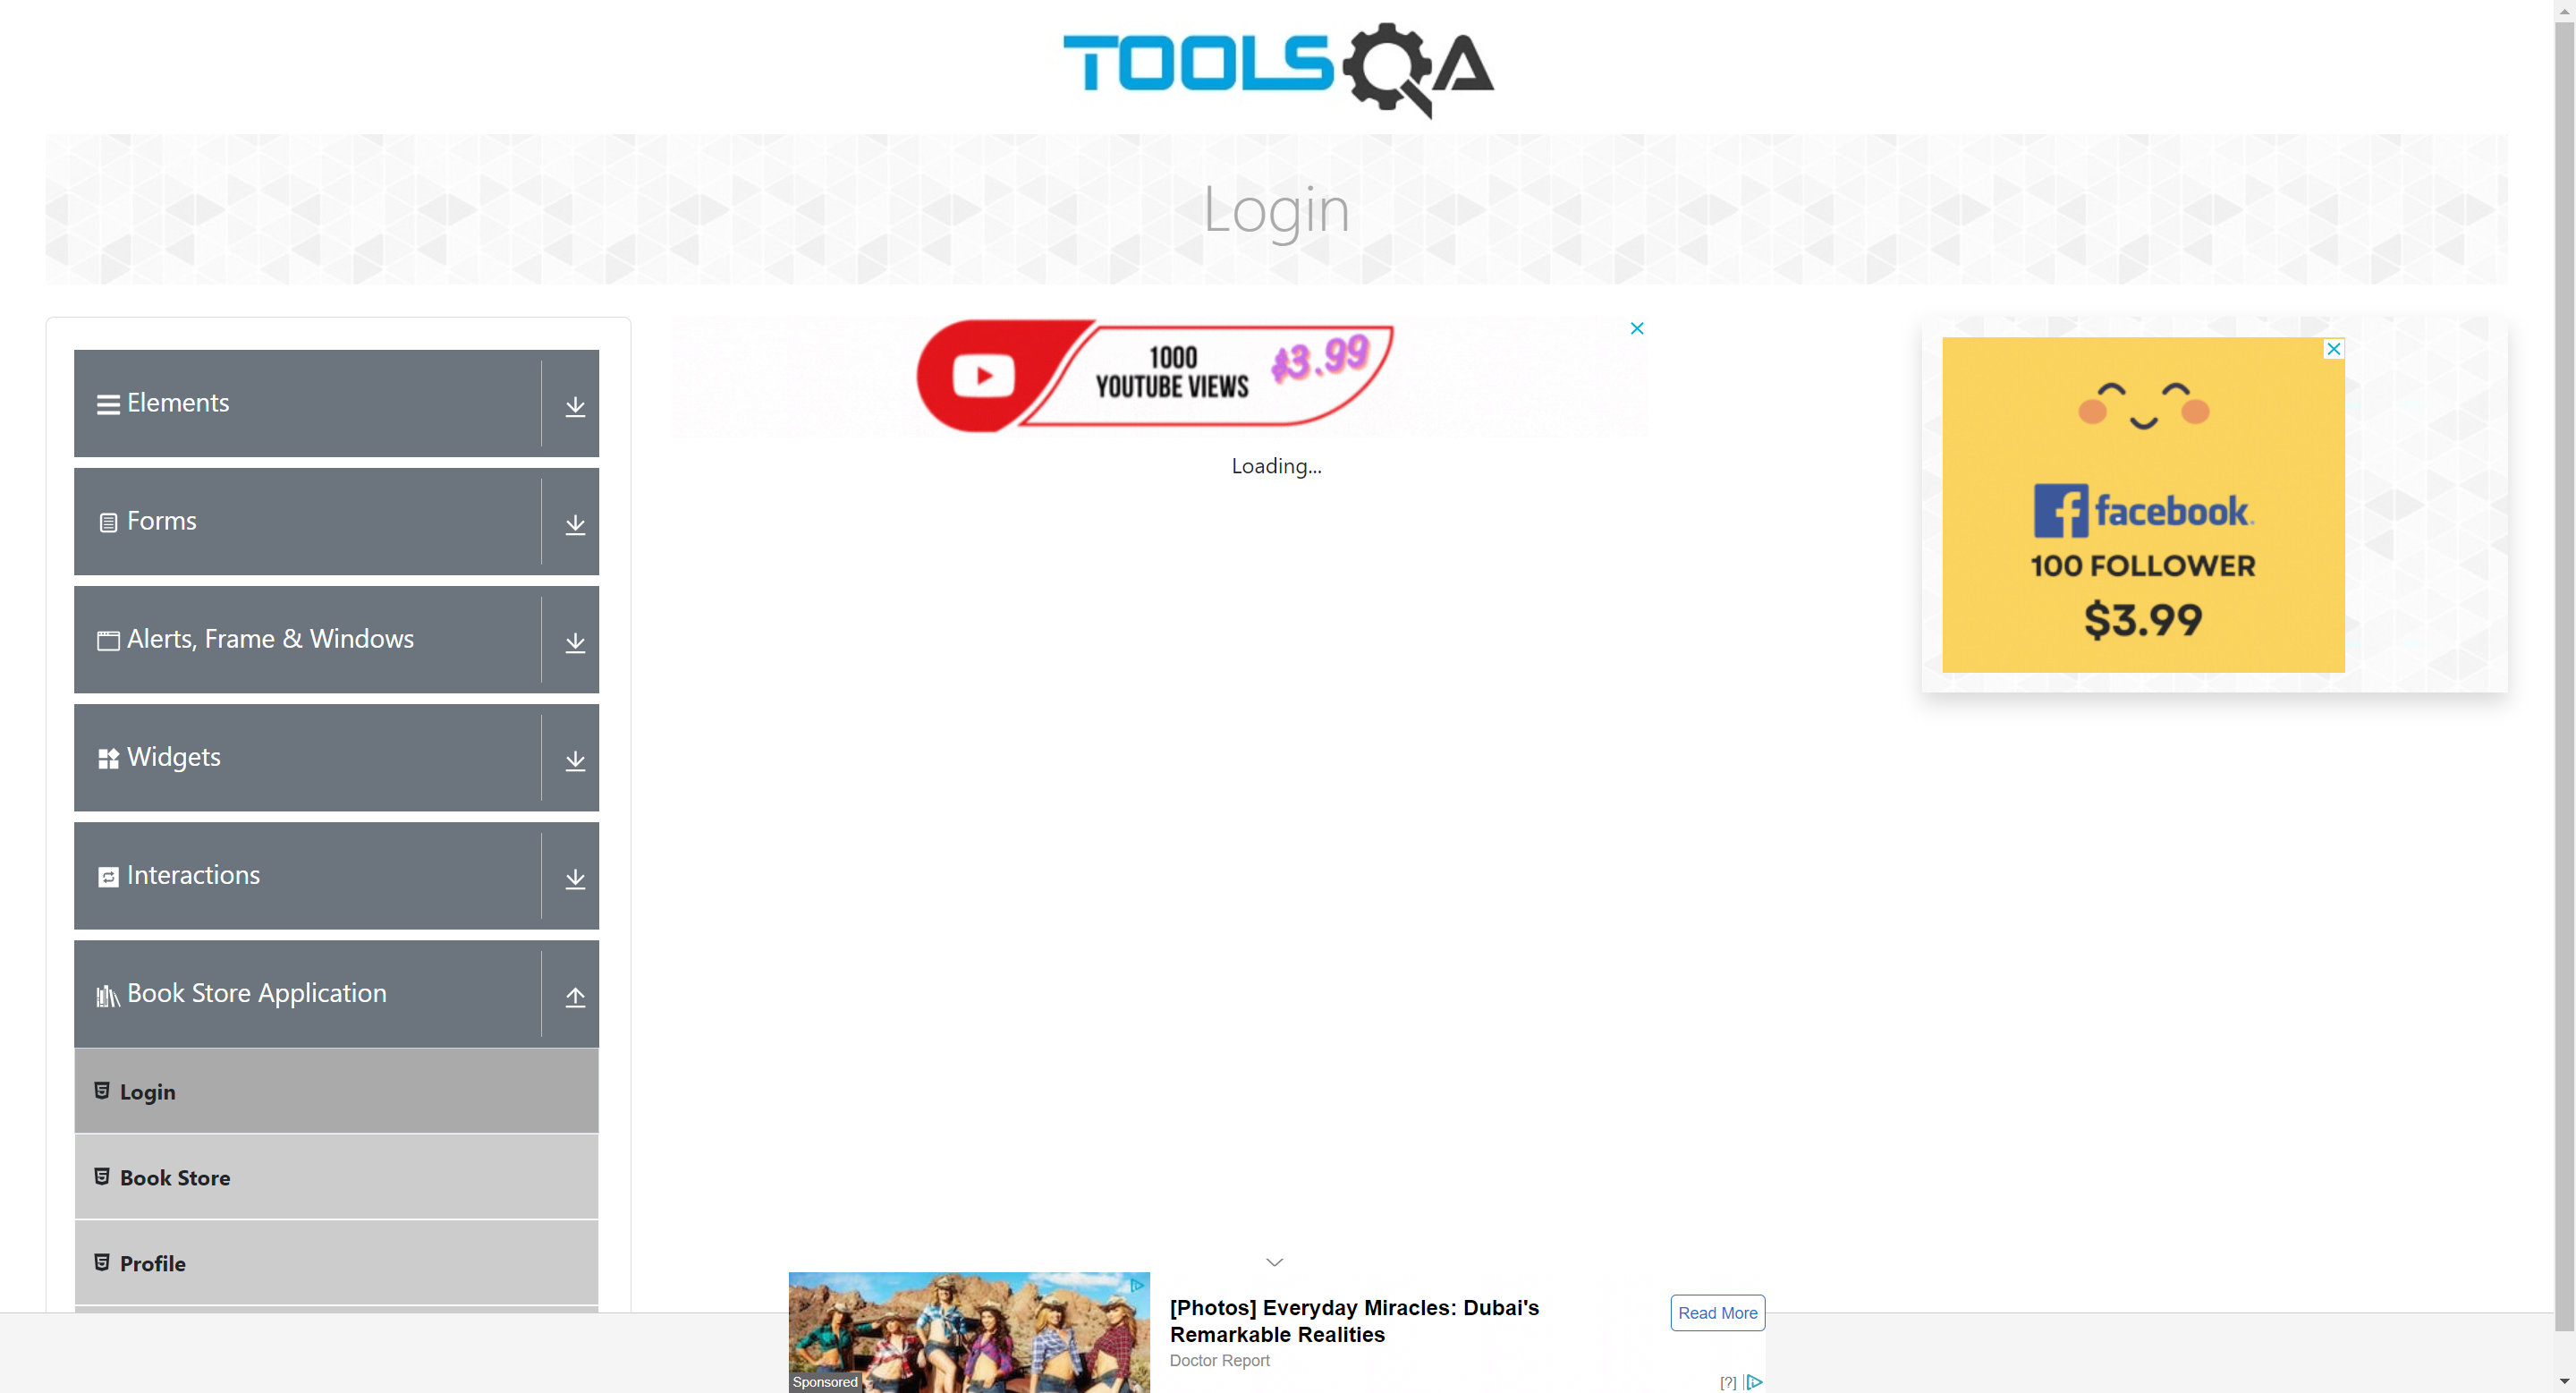 TOOLSQA
Login
Elements
Forms
Alerts, Frame & Windows
Widgets
Interactions
Book Store Application
Login
Book Store
Profile
1000
YOUTUBE VIEWS
$3.99
Loading...
facebook.
100 FOLLOWER
$3.99
[Photos] Everyday Miracles: Dubai's
Remarkable Realities
Doctor Report
Read More
Sponsored
[?]